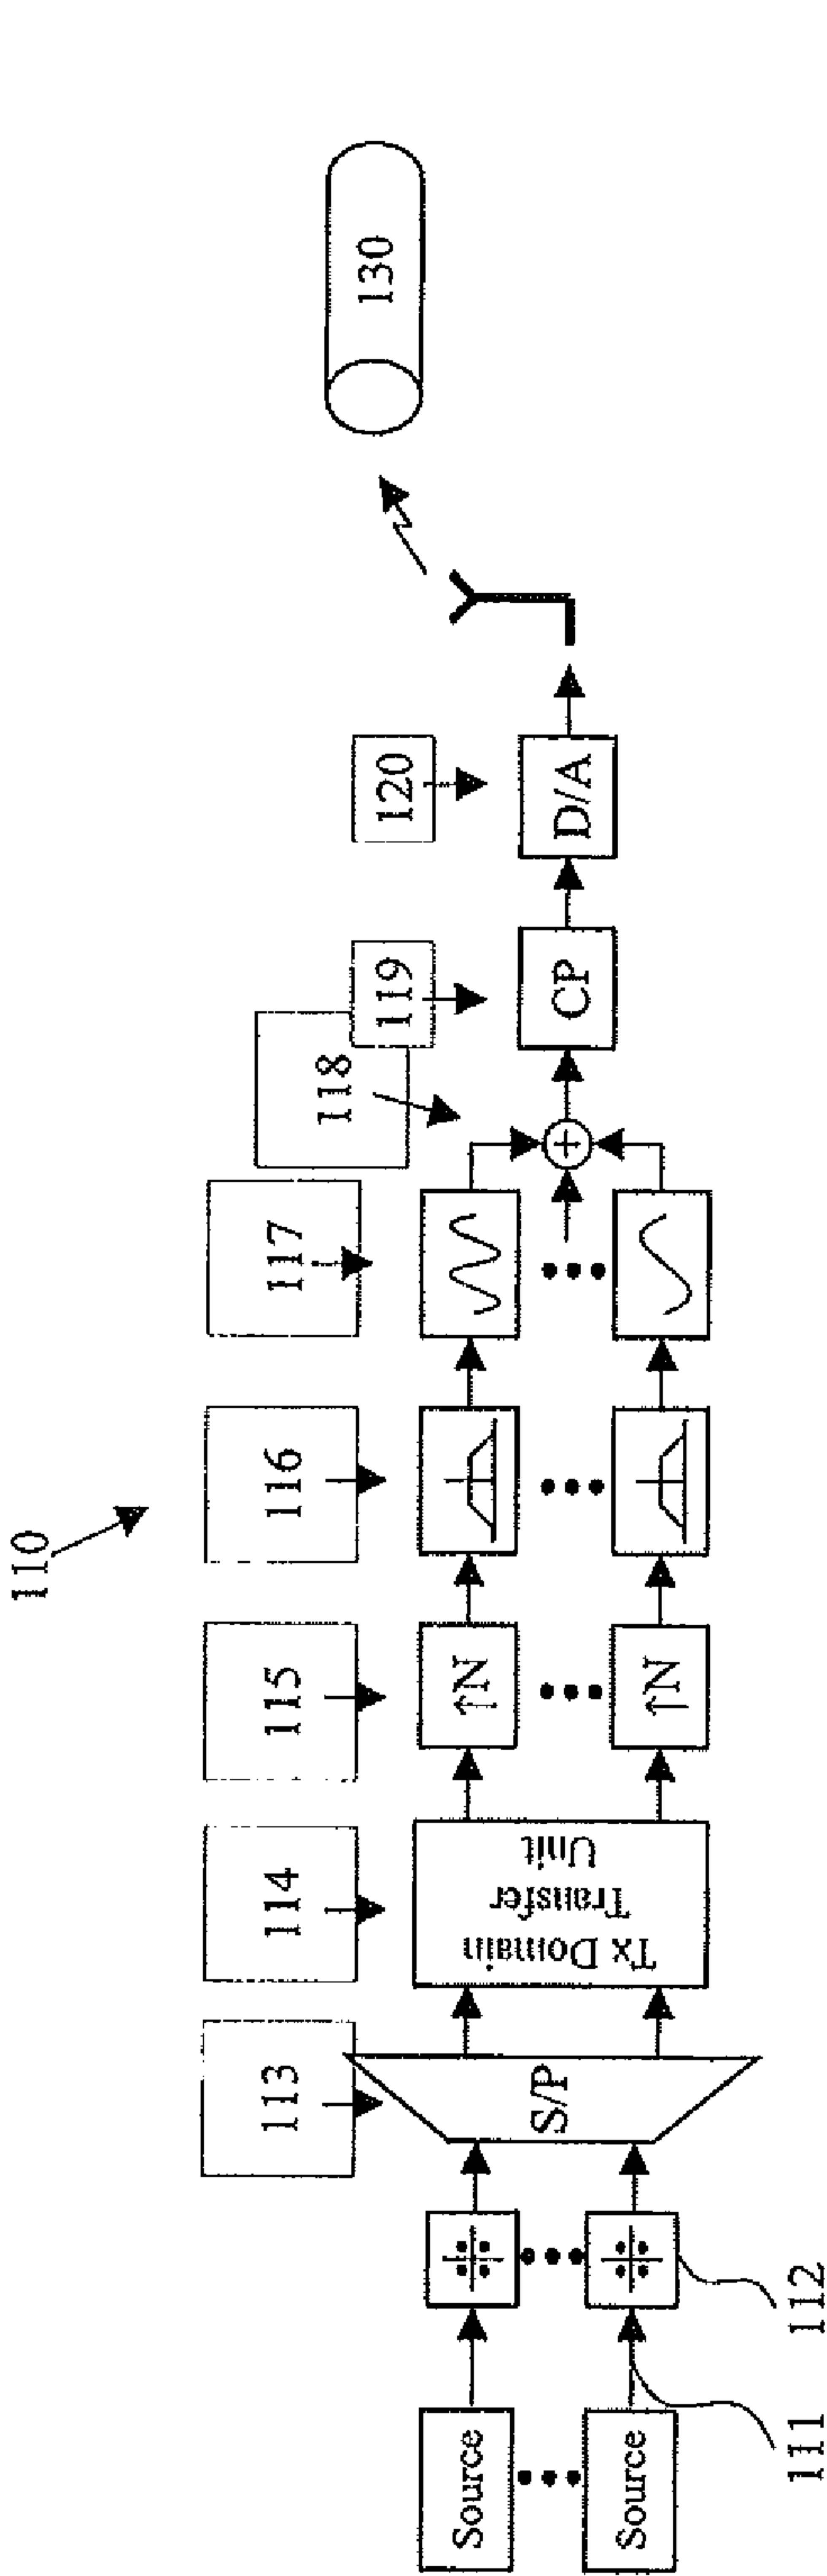 110
113
114
115
116
117
118
119
120
130
Source
Source
S/P
Tx Domain
Transfer
Unit
↑N
↑N
+
CP
D/A
111
112